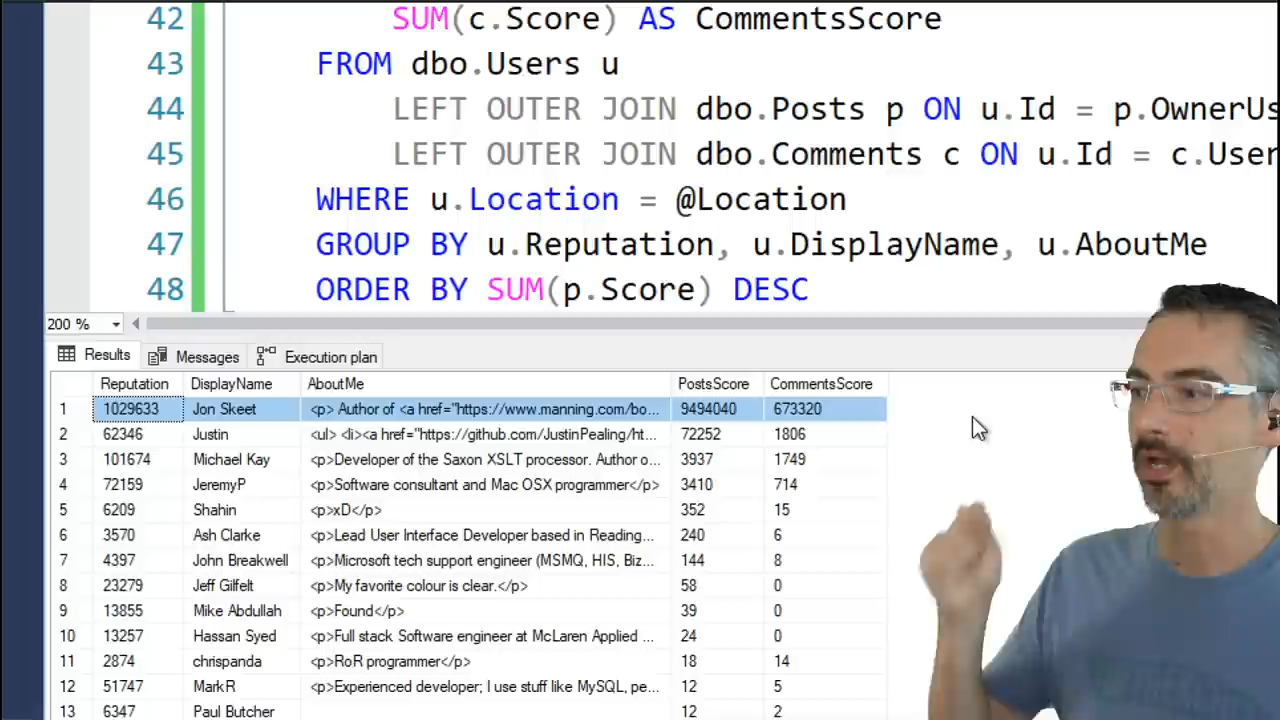 42 SUM(c.Score) AS CommentsScore
43 FROM dbo.Users u
44 LEFT OUTER JOIN dbo.Posts p ON u.Id = p.OwnerUs
45 LEFT OUTER JOIN dbo.Comments c ON u.Id = c.User
46 WHERE u.Location = @Location
47 GROUP BY u.Reputation, u.DisplayName, u.AboutMe
48 ORDER BY SUM(p.Score) DESC
200 %
Results Messages Execution plan
Reputation DisplayName AboutMe PostsScore CommentsScore
1 1029633 Jon Skeet <p> Author of <a href="https://www.manning.com/bo... 9494040 673320
2 62346 Justin <ul> <li><a href="https://github.com/JustinPealing/ht... 72252 1806
3 101674 Michael Kay <p>Developer of the Saxon XSLT processor. Author o... 3937 1749
4 72159 JeremyP <p>Software consultant and Mac OSX programmer</p> 3410 714
5 6209 Shahin <p>xD</p> 352 15
6 3570 Ash Clarke <p>Lead User Interface Developer based in Reading... 240 6
7 4397 John Breakwell <p>Microsoft tech support engineer (MSMQ, HIS, Biz... 144 8
8 23279 Jeff Gilfelt <p>My favorite colour is clear.</p> 58 0
9 13855 Mike Abdullah <p>Found</p> 39 0
10 13257 Hassan Syed <p>Full stack Software engineer at McLaren Applied ... 24 0
11 2874 chrispanda <p>RoR programmer</p> 18 14
12 51747 MarkR <p>Experienced developer; I use stuff like MySQL, pe... 12 5
13 6347 Paul Butcher 12 2